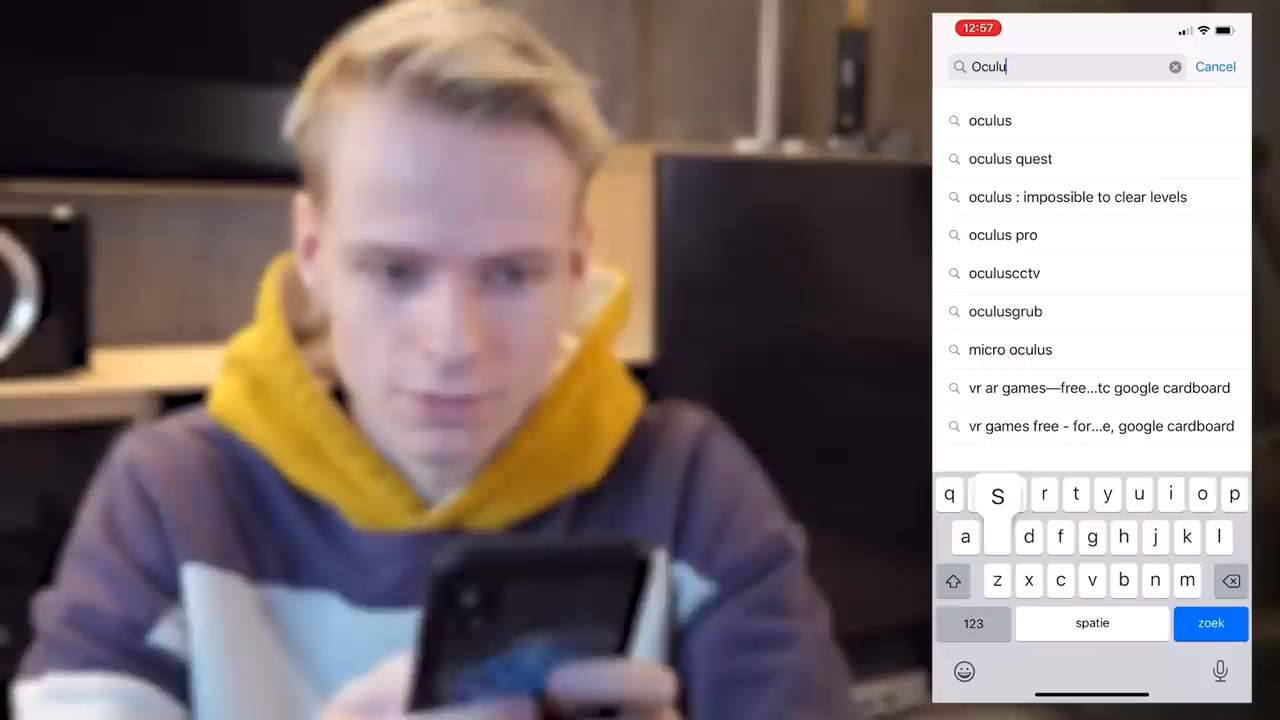 12:57
Oculu
Cancel
oculus
oculus quest
oculus : impossible to clear levels
oculus pro
oculuscctv
oculusgrub
micro oculus
vr ar games—free...tc google cardboard
vr games free - for...e, google cardboard
q S r t y u i o p
a d f g h j k l
z x c v b n m
123 spatie zoek